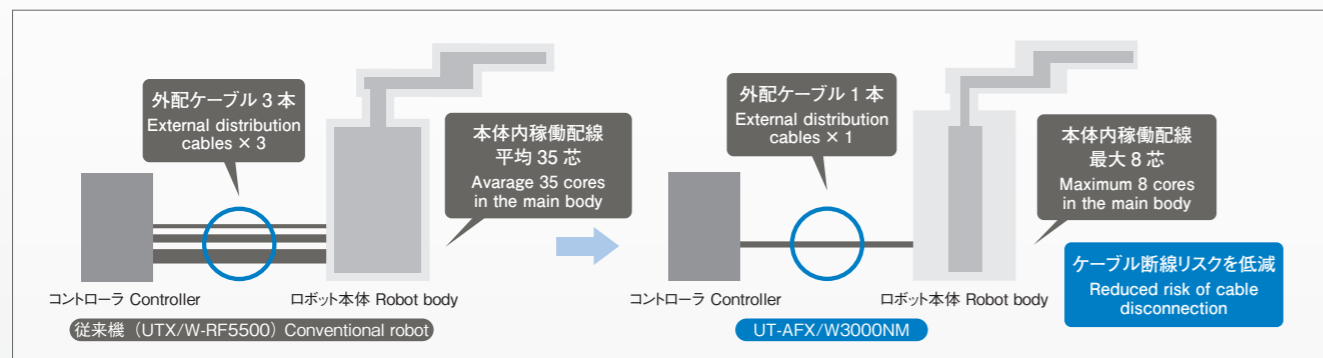 外配ケーブル 3 本
External distribution
cables × 3
本体内稼働配線
平均 35 芯
Avarage 35 cores
in the main body
コントローラ Controller
ロボット本体 Robot body
従来機（UTX/W-RF5500）Conventional robot
外配ケーブル 1 本
External distribution
cables × 1
本体内稼働配線
最大 8 芯
Maximum 8 cores
in the main body
ケーブル断線リスクを低減
Reduced risk of cable
disconnection
コントローラ Controller
ロボット本体 Robot body
UT-AFX/W3000NM